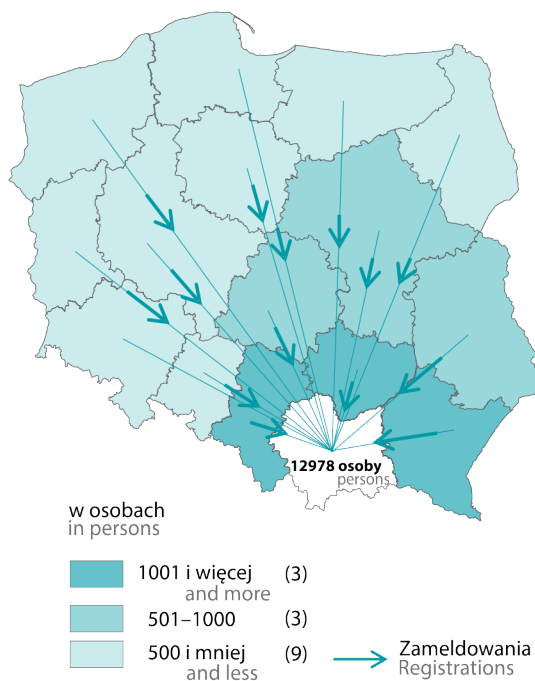 12978 osoby
persons
w osobach
in persons
1001 i więcej (3)
and more
501–1000 (3)
500 i mniej (9)
and less
Zameldowania
Registrations